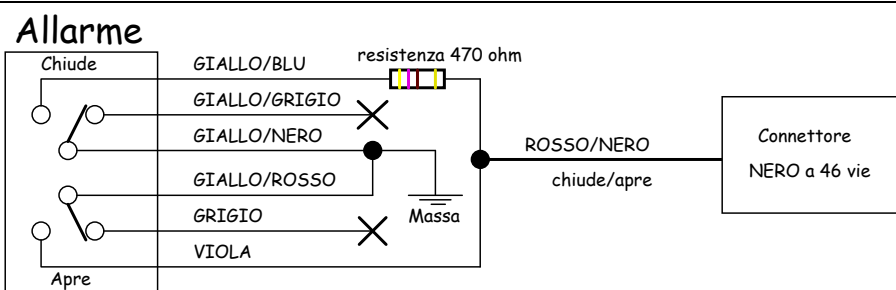 Allarme
Chiude
GIALLO/BLU
resistenza 470 ohm
GIALLO/GRIGIO
GIALLO/NERO
GIALLO/ROSSO
GRIGIO
VIOLA
Apre
Massa
ROSSO/NERO
chiude/apre
Connettore
NERO a 46 vie